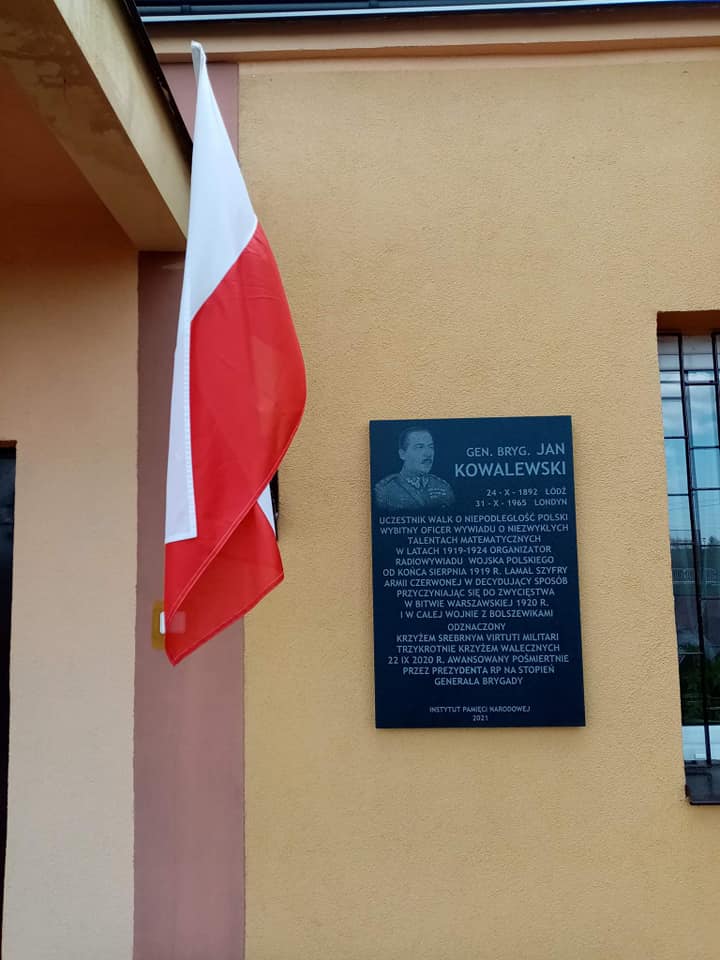 GEN. BRYG. JAN
KOWALEWSKI
24 - X - 1892 ŁÓDŹ
31 - X - 1965 LONDYN
UCZESTNIK WALK O NIEPODLEGŁOŚĆ POLSKI
WYBITNY OFICER WYWIADU O NIEZWYKŁYCH
TALENTACH MATEMATYCZNYCH
W LATACH 1919-1924 ORGANIZATOR
RADIOWYWIADU WOJSKA POLSKIEGO
OD KOŃCA SIERPNIA 1919 R. ŁAMAŁ SZYFRY
ARMII CZERWONEJ W DECYDUJĄCY SPOSÓB
PRZYCZYNIAJĄC SIĘ DO ZWYCIĘSTWA
W BITWIE WARSZAWSKIEJ 1920 R.
I W CAŁEJ WOJNIE Z BOLSZEWIKAMI
ODZNACZONY
KRZYŻEM SREBRNYM VIRTUTI MILITARI
TRZYKROTNIE KRZYŻEM WALECZNYCH
22 IX 2020 R. AWANSOWANY POŚMIERTNIE
PRZEZ PREZYDENTA RP NA STOPIEŃ
GENERAŁA BRYGADY
INSTYTUT PAMIĘCI NARODOWEJ
2021